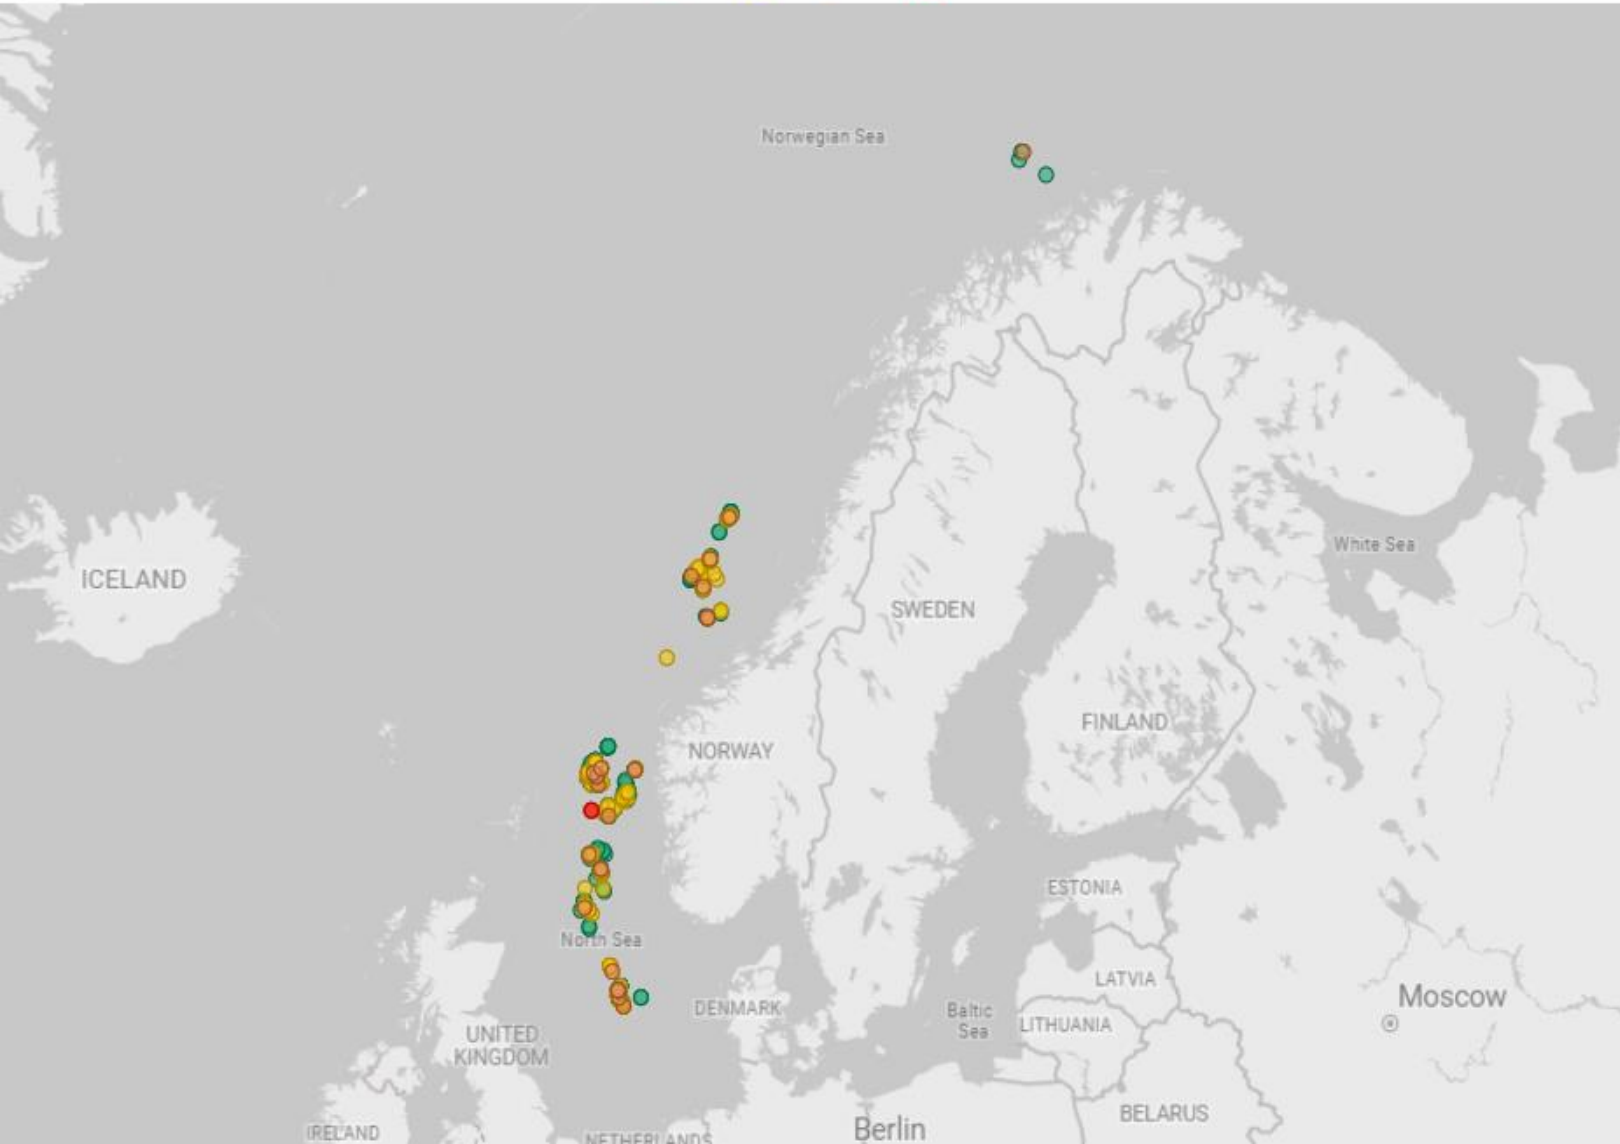 Norwegian Sea
White Sea
ICELAND
SWEDEN
FINLAND
NORWAY
ESTONIA
North Sea
LATVIA
Moscow
DENMARK
Baltic
Sea
LITHUANIA
UNITED
KINGDOM
BELARUS
Berlin
IRELAND
NETHERLANDS